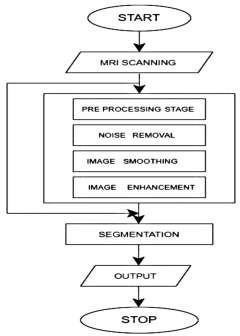 START
MRI SCANNING
PRE PROCESSING STAGE
NOISE REMOVAL
IMAGE SMOOTHING
IMAGE ENHANCEMENT
SEGMENTATION
OUTPUT
STOP